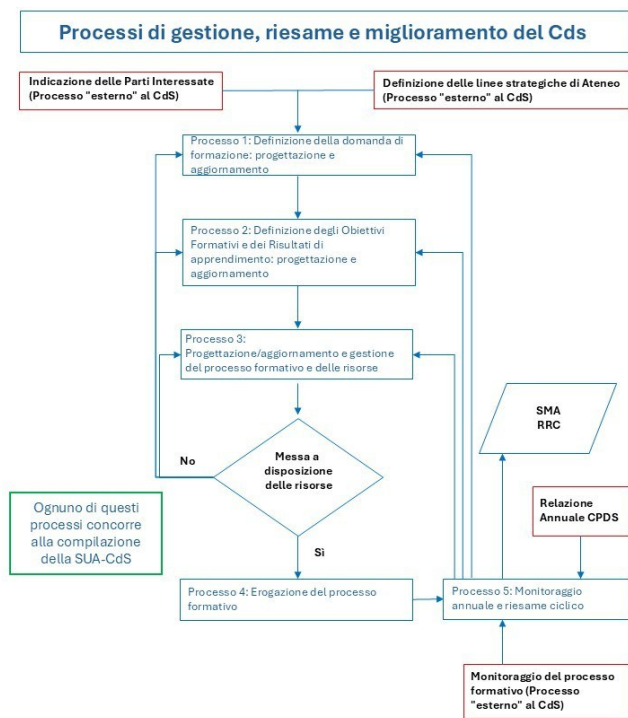 Processi di gestione, riesame e miglioramento del Cds
Indicazione delle Parti Interessate
(Processo "esterno" al CdS)
Definizione delle linee strategiche di Ateneo
(Processo "esterno" al CdS)
Processo 1: Definizione della domanda di
formazione: progettazione e
aggiornamento
Processo 2: Definizione degli Obiettivi
Formativi e dei Risultati di
apprendimento: progettazione e
aggiornamento
Processo 3:
Progettazione/aggiornamento e gestione
del processo formativo e delle risorse
SMA
RRC
Messa a
disposizione
delle risorse
No
Ognuno di questi
processi concorre
alla compilazione
della SUA-CdS
Relazione
Annuale CPDS
Sì
Processo 4: Erogazione del processo
formativo
Processo 5: Monitoraggio
annuale e riesame ciclico
Monitoraggio del processo
formativo (Processo
"esterno" al CdS)